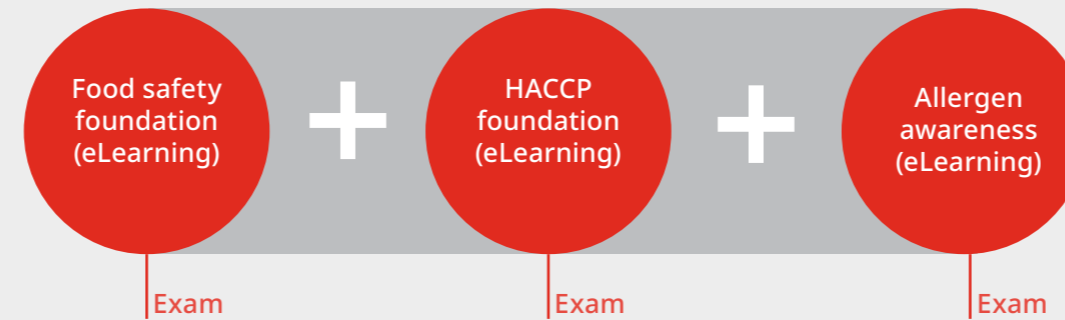 Food safety
foundation
(eLearning)
HACCP
foundation
(eLearning)
Allergen
awareness
(eLearning)
Exam
Exam
Exam